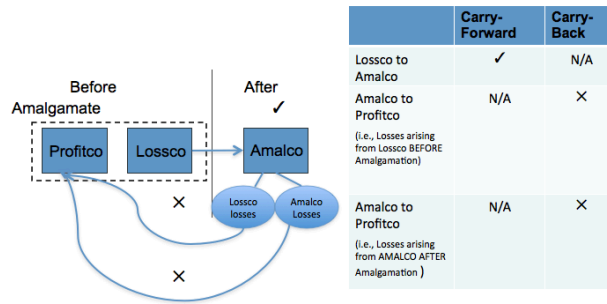 Before
After
Amalgamate
✓
Profitco
Lossco
Amalco
Lossco
losses
Amalco
Losses
×
×
Carry-
Forward
Carry-
Back
Lossco to
Amalco
✓
N/A
Amalco to
Profitco
(i.e., Losses arising
from Lossco BEFORE
Amalgamation)
N/A
×
Amalco to
Profitco
(i.e., Losses arising
from AMALCO AFTER
Amalgamation )
N/A
×